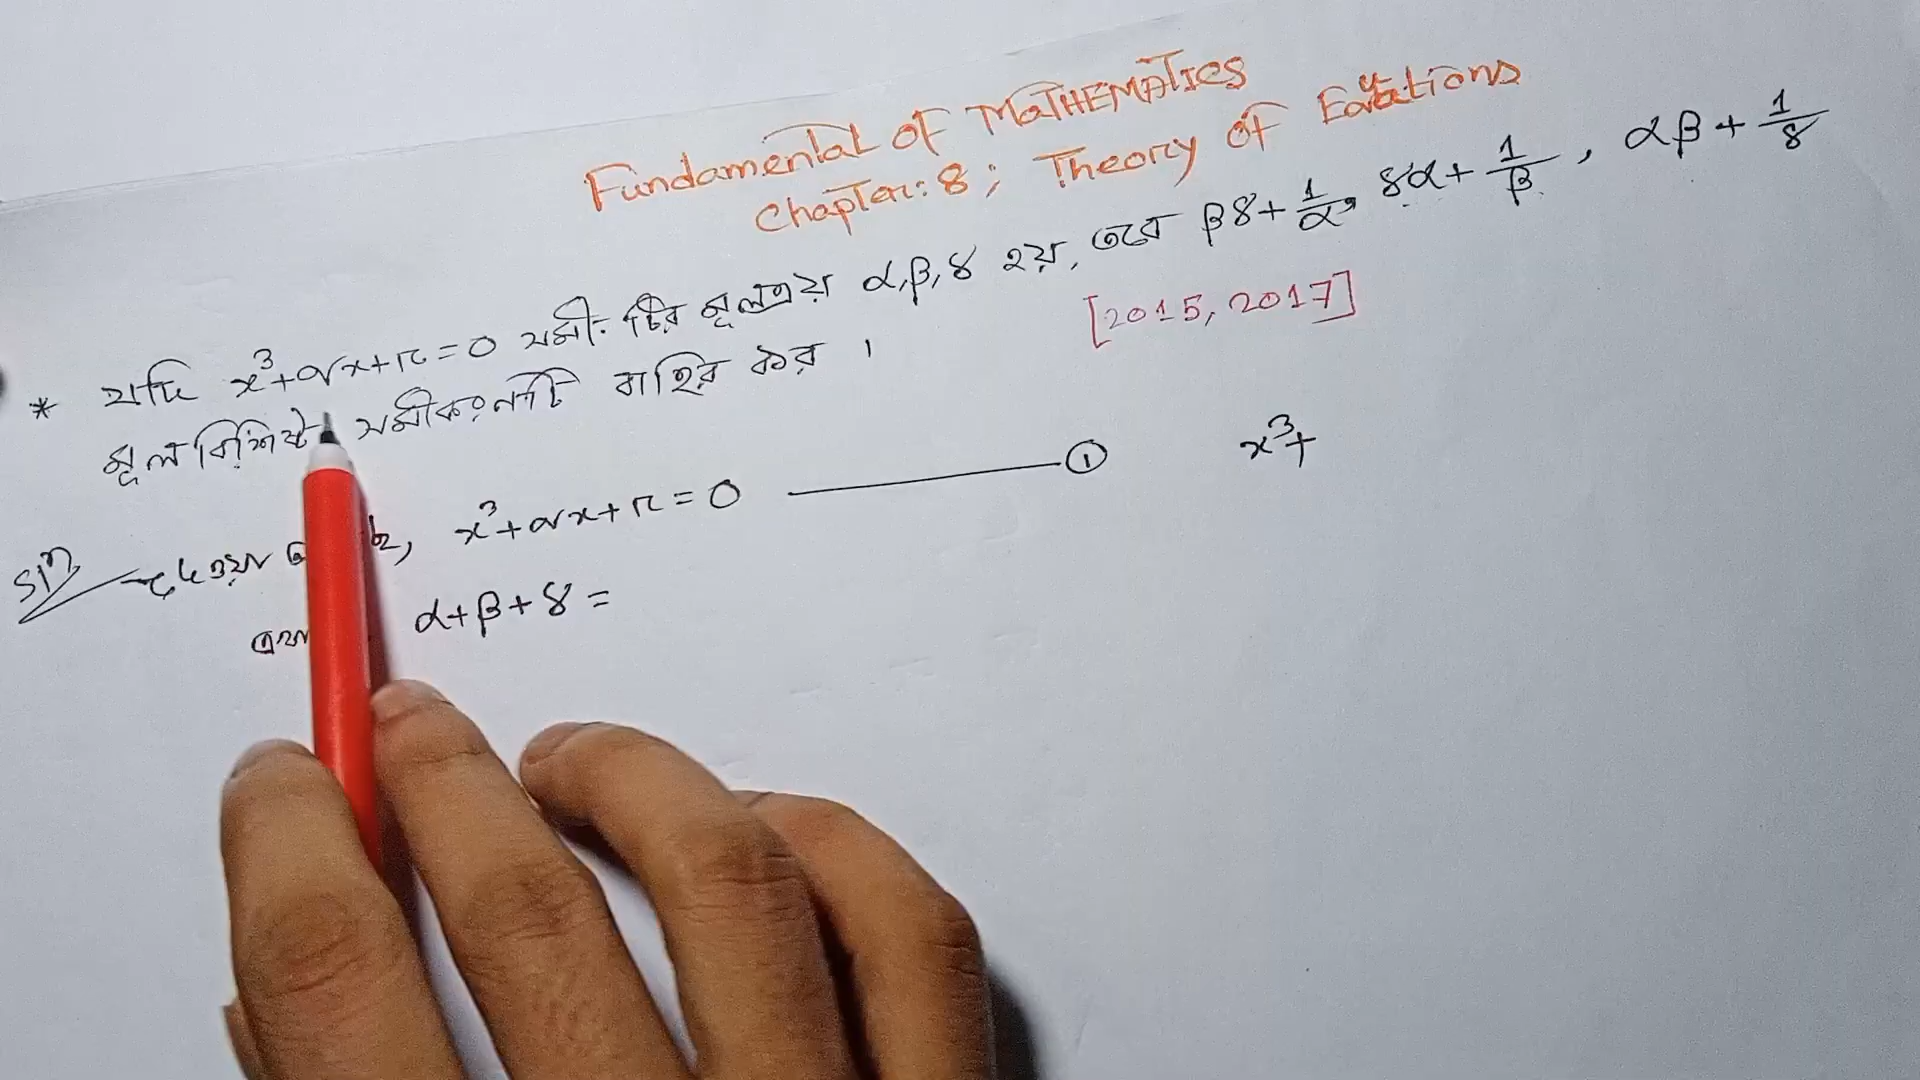 Fundamental of MATHEMATICS
Chapter: 8; Theory of Equations
* যদি x³+qx+r=0 সমী: টির মূলত্রয় α,β,γ হয়, তবে βγ+1/α, γα+1/β, αβ+1/γ
মূলবিশিষ্ট সমীকরণটি বাহির কর । [2015, 2017]
Slⁿ x³+qx+r=0 ① x³+
α+β+γ =